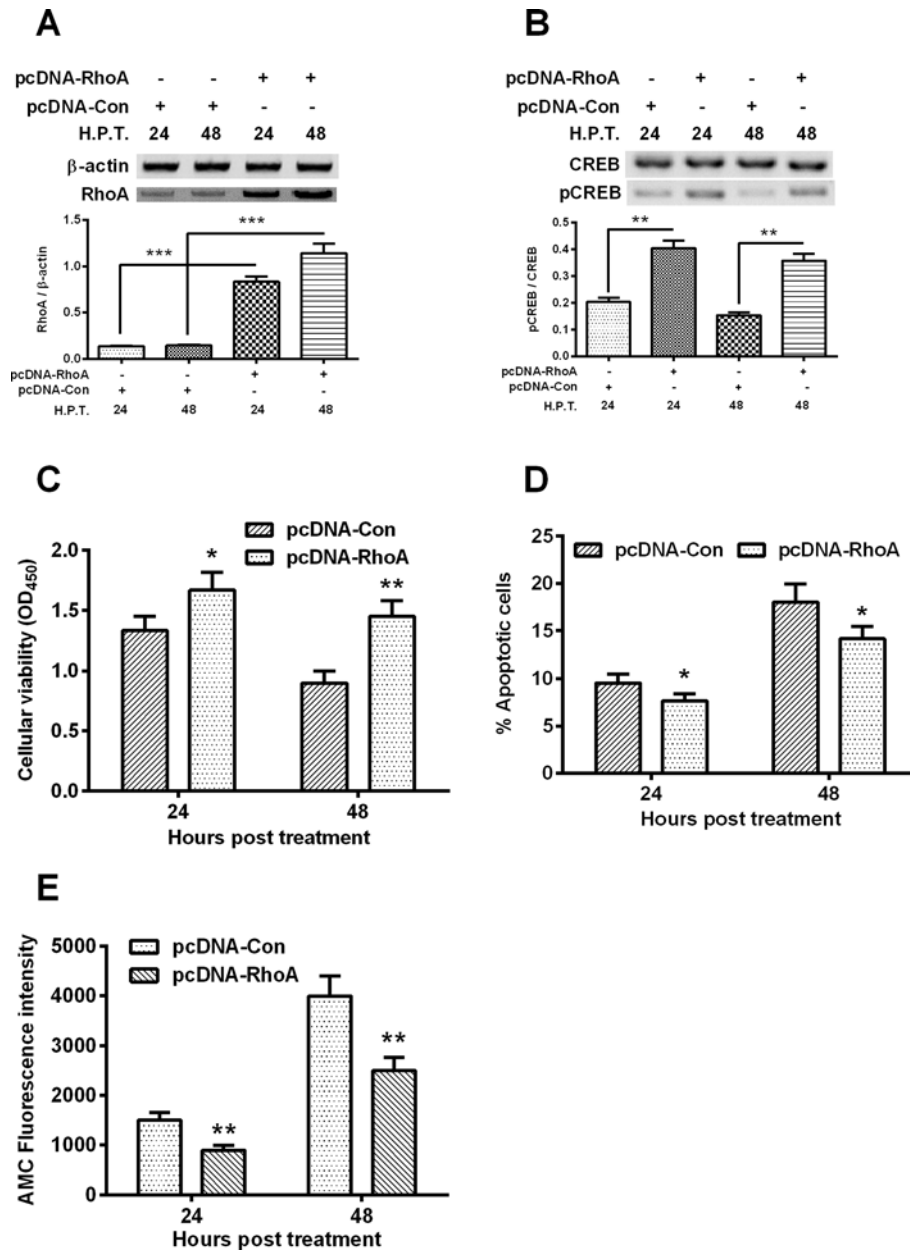 A
pcDNA-RhoA - - + +
pcDNA-Con + + - -
H.P.T. 24 48 24 48
β-actin
RhoA
RhoA / β-actin
1.5
1.0
0.5
0.0
***
***
pcDNA-RhoA - - + +
pcDNA-Con + + - -
H.P.T. 24 48 24 48
B
pcDNA-RhoA - + - +
pcDNA-Con + - + -
H.P.T. 24 24 48 48
CREB
pCREB
pCREB / CREB
0.5
0.4
0.3
0.2
0.1
0.0
**
**
pcDNA-RhoA - + - +
pcDNA-Con + - + -
H.P.T. 24 24 48 48
C
Cellular viability (OD450)
2.0
1.5
1.0
0.5
0.0
pcDNA-Con
pcDNA-RhoA
*
**
24 48
Hours post treatment
D
% Apoptotic cells
25
20
15
10
5
0
pcDNA-Con pcDNA-RhoA
*
*
24 48
Hours post treatment
E
AMC Fluorescence intensity
5000
4000
3000
2000
1000
0
pcDNA-Con
pcDNA-RhoA
**
**
24 48
Hours post treatment